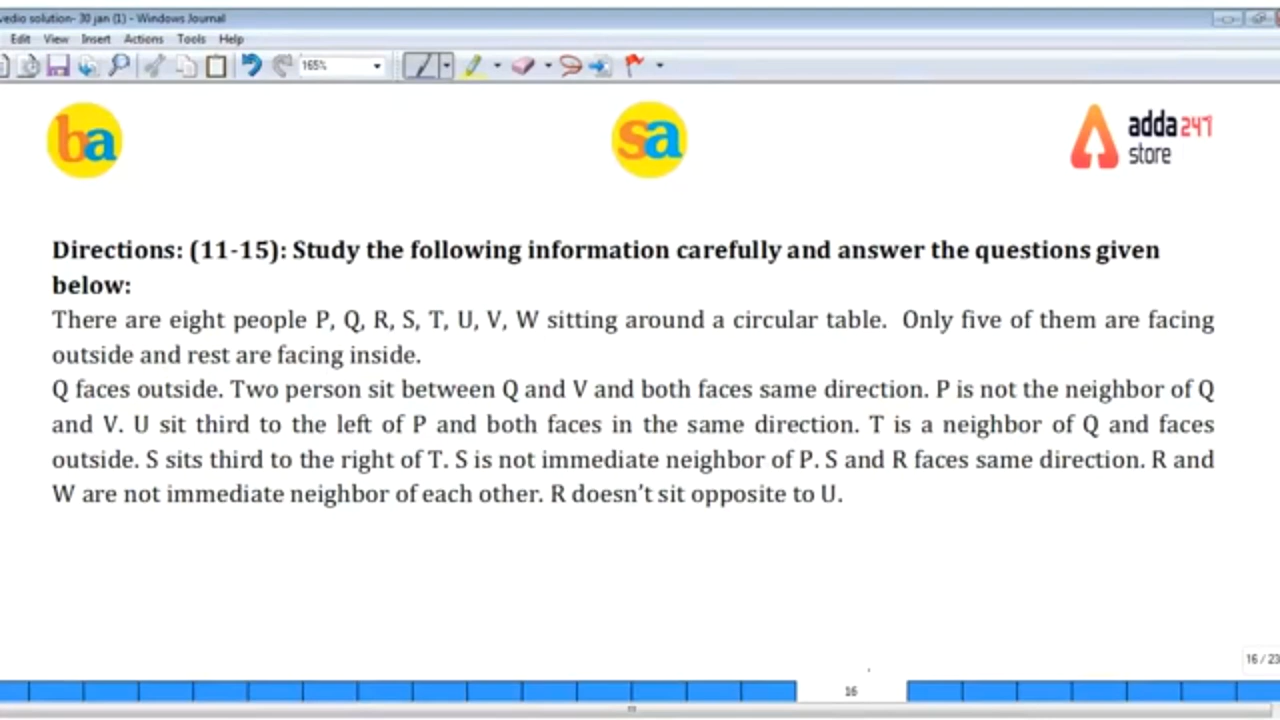 vedio solution- 30 jan (1) - Windows Journal
Edit View Insert Actions Tools Help
165%
ba
sa
adda 247
store
Directions: (11-15): Study the following information carefully and answer the questions given
below:
There are eight people P, Q, R, S, T, U, V, W sitting around a circular table. Only five of them are facing
outside and rest are facing inside.
Q faces outside. Two person sit between Q and V and both faces same direction. P is not the neighbor of Q
and V. U sit third to the left of P and both faces in the same direction. T is a neighbor of Q and faces
outside. S sits third to the right of T. S is not immediate neighbor of P. S and R faces same direction. R and
W are not immediate neighbor of each other. R doesn't sit opposite to U.
16 / 23
16